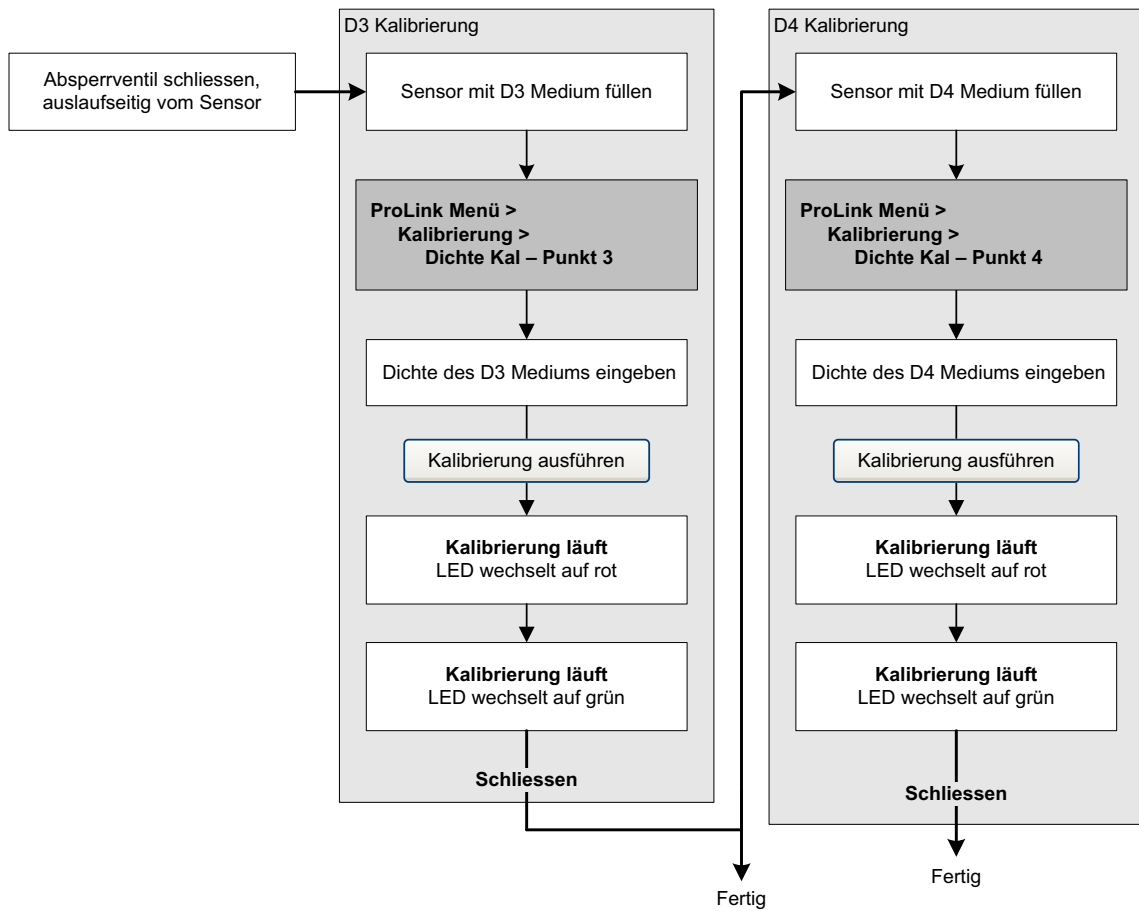 Absperrventil schliessen,
auslaufseitig vom Sensor
D3 Kalibrierung
Sensor mit D3 Medium füllen
ProLink Menü >
Kalibrierung >
Dichte Kal – Punkt 3
Dichte des D3 Mediums eingeben
Kalibrierung ausführen
Kalibrierung läuft
LED wechselt auf rot
Kalibrierung läuft
LED wechselt auf grün
Schliessen
Fertig
D4 Kalibrierung
Sensor mit D4 Medium füllen
ProLink Menü >
Kalibrierung >
Dichte Kal – Punkt 4
Dichte des D4 Mediums eingeben
Kalibrierung ausführen
Kalibrierung läuft
LED wechselt auf rot
Kalibrierung läuft
LED wechselt auf grün
Schliessen
Fertig